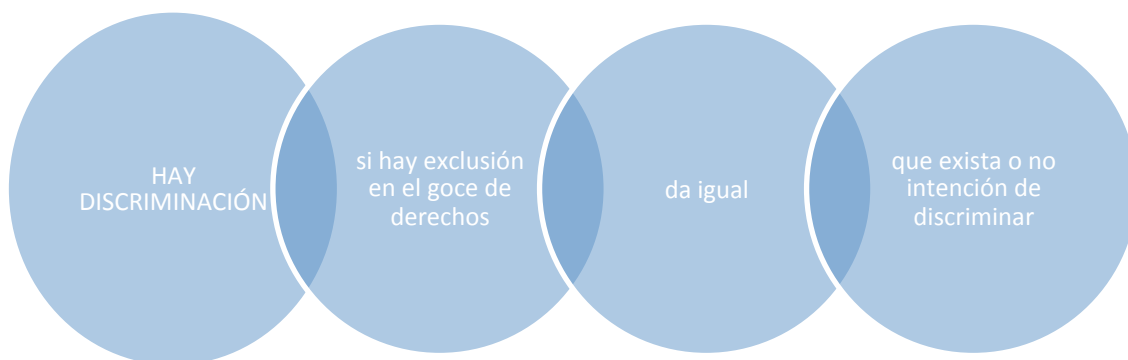 HAY
DISCRIMINACIÓN
si hay exclusión
en el goce de
derechos
da igual
que exista o no
intención de
discriminar